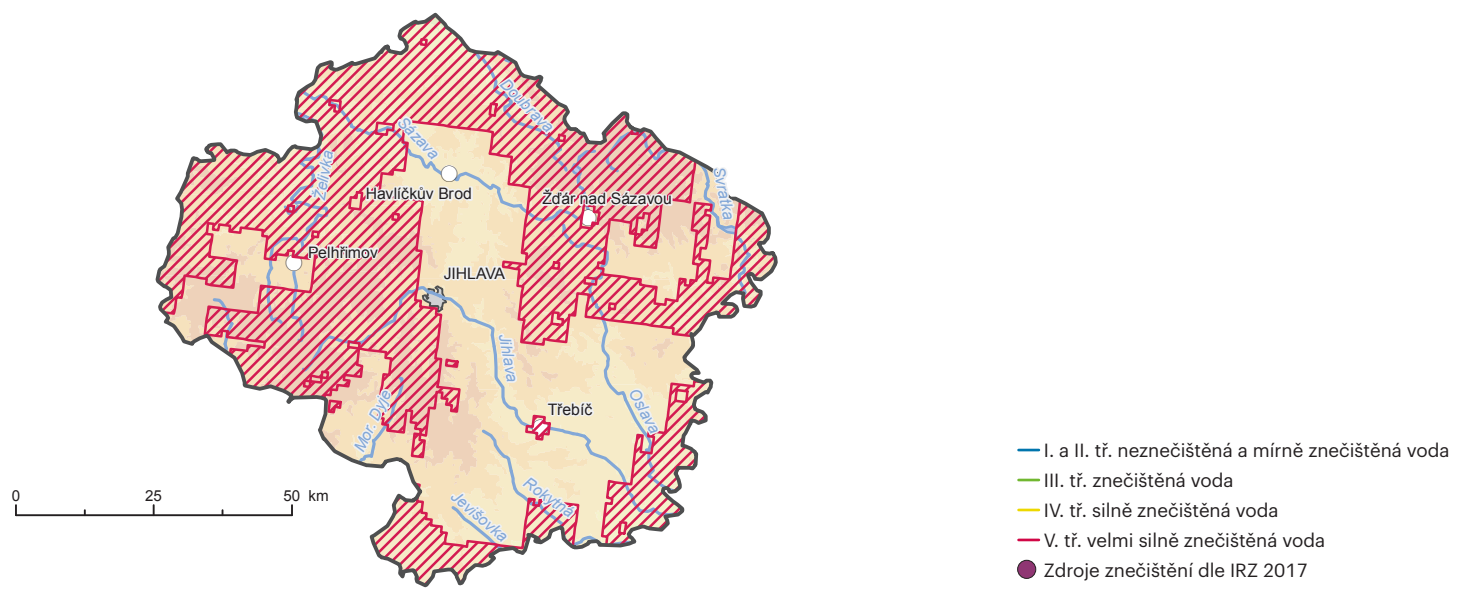 Doubrava
Sázava
Želivka
Svratka
Havlíčkův Brod
Žďár nad Sázavou
Pelhřimov
JIHLAVA
Jihlava
Oslava
Mor. Dyje
Třebíč
Rokytná
Jevišovka
0 25 50 km
I. a II. tř. neznečištěná a mírně znečištěná voda
III. tř. znečištěná voda
IV. tř. silně znečištěná voda
V. tř. velmi silně znečištěná voda
Zdroje znečištění dle IRZ 2017